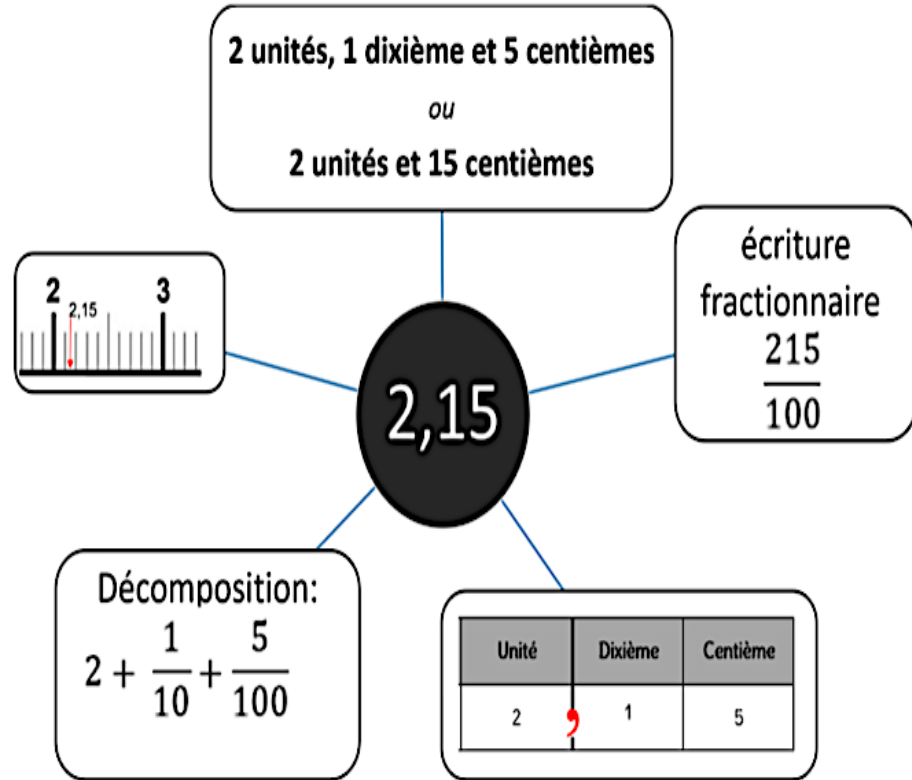 2 unités, 1 dixième et 5 centièmes
ou
2 unités et 15 centièmes
écriture
fractionnaire
215
100
2 3
2,15
2,15
Décomposition:
2 + 1/10 + 5/100
Unité Dixième Centième
2 , 1 5